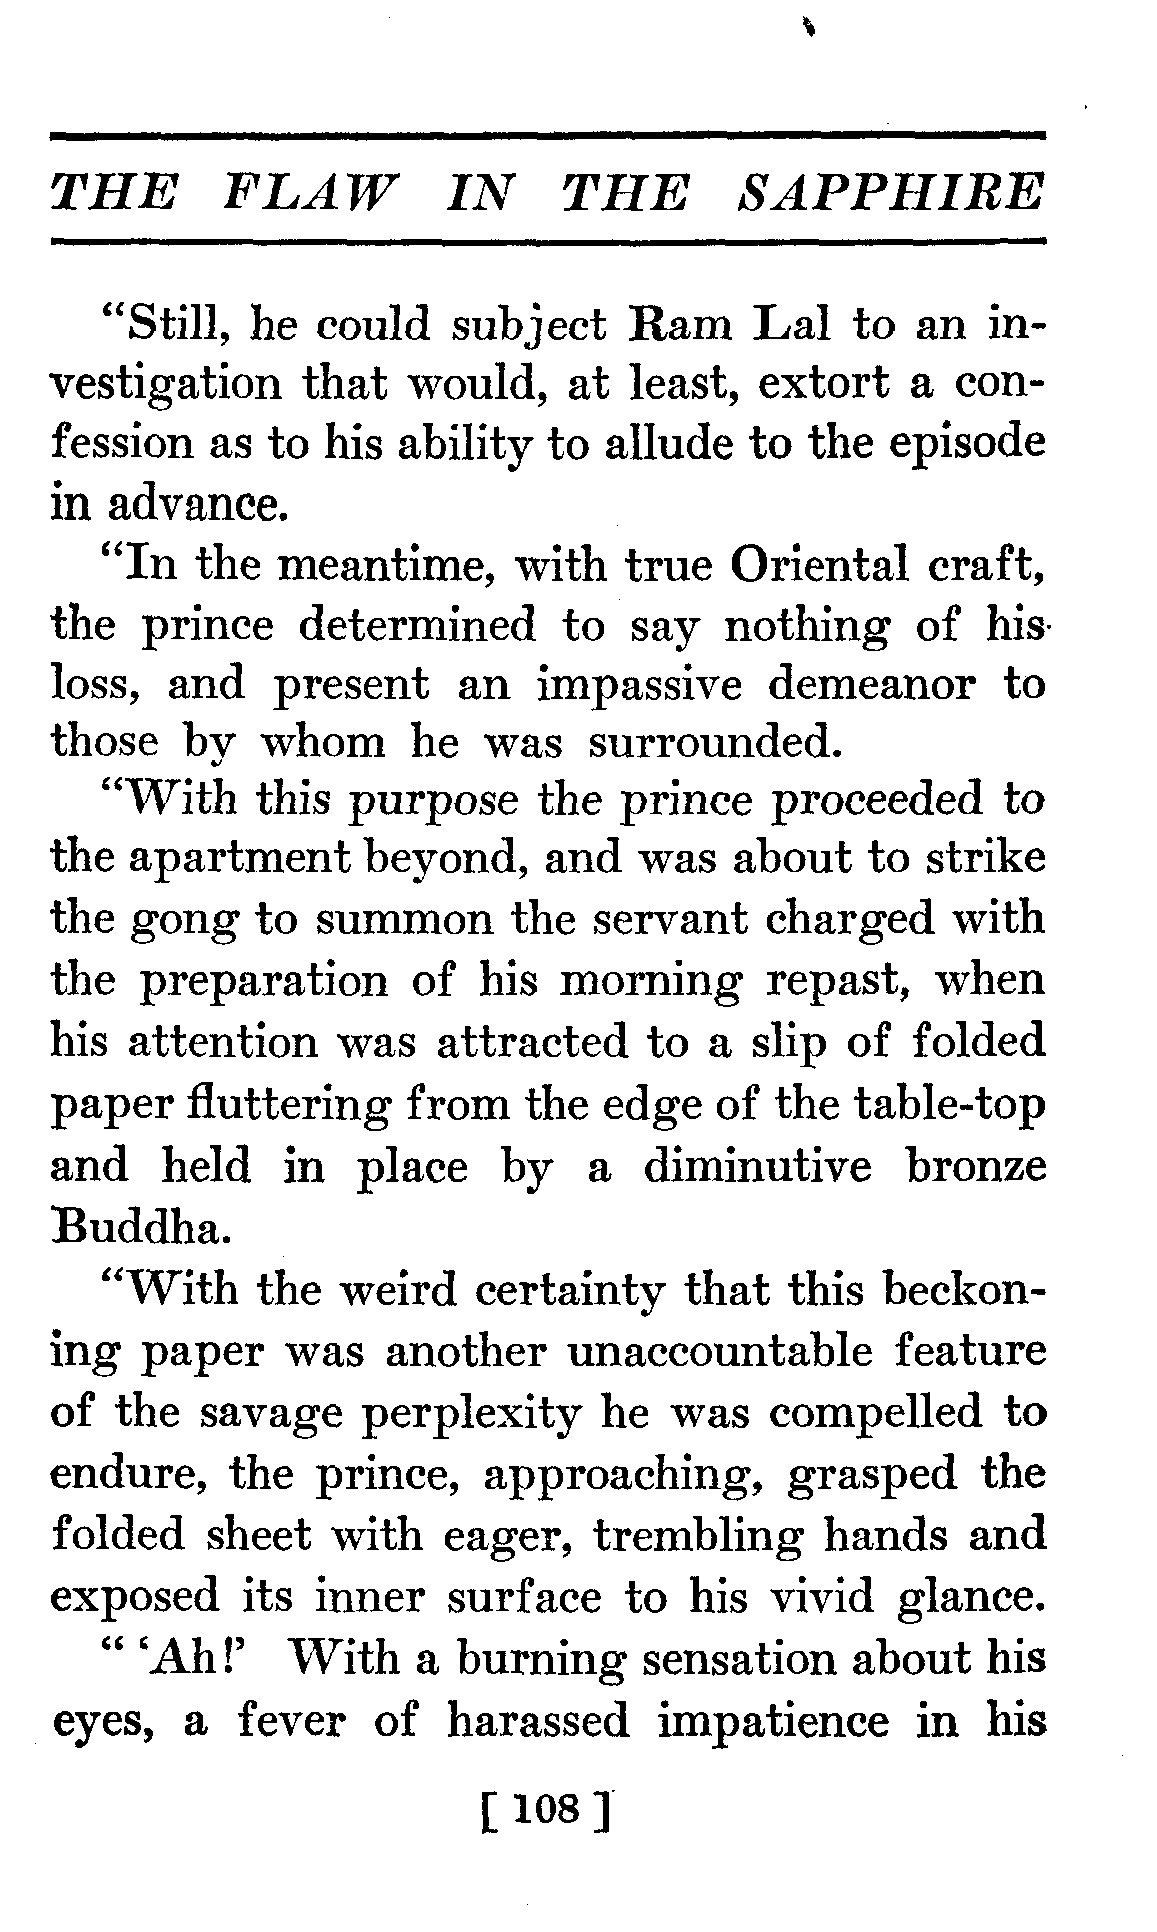 THE FLAW IN THE SAPPHIRE
“Still, he could subject Ram Lal to an in-
vestigation that would, at least, extort a con-
fession as to his ability to allude to the episode
in advance.
“In the meantime, with true Oriental craft,
the prince determined to say nothing of his
loss, and present an impassive demeanor to
those by whom he was surrounded.
“With this purpose the prince proceeded to
the apartment beyond, and was about to strike
the gong to summon the servant charged with
the preparation of his morning repast, when
his attention was attracted to a slip of folded
paper fluttering from the edge of the table-top
and held in place by a diminutive bronze
Buddha.
“With the weird certainty that this beckon-
ing paper was another unaccountable feature
of the savage perplexity he was compelled to
endure, the prince, approaching, grasped the
folded sheet with eager, trembling hands and
exposed its inner surface to his vivid glance.
“ ‘Ah!’ With a burning sensation about his
eyes, a fever of harassed impatience in his
[ 108 ]